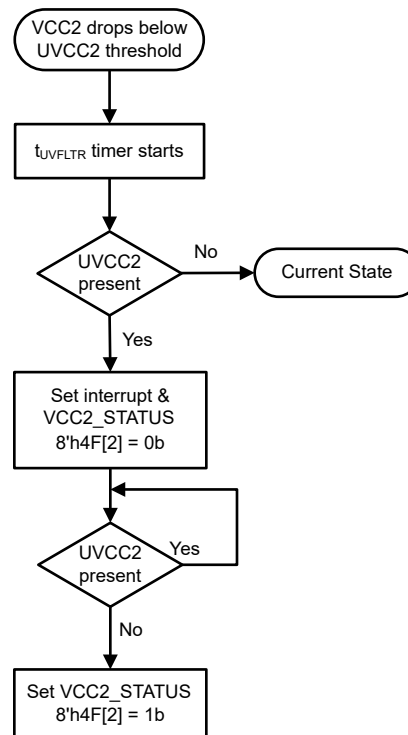 VCC2 drops below
UVCC2 threshold
tUVFLTR timer starts
UVCC2
present
No
Current State
Yes
Set interrupt &
VCC2_STATUS
8'h4F[2] = 0b
UVCC2
present
Yes
No
Set VCC2_STATUS
8'h4F[2] = 1b